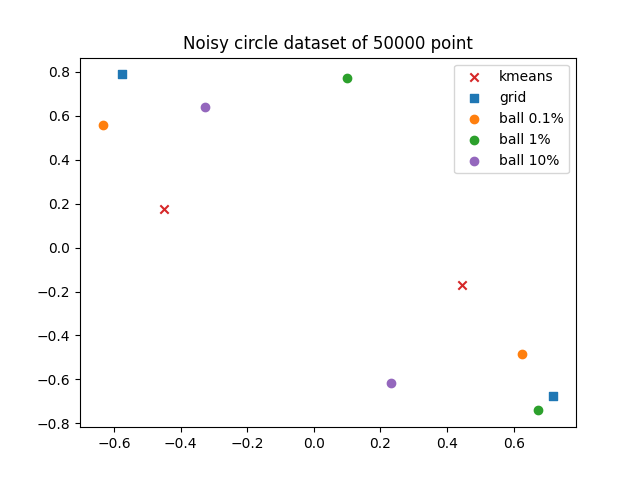 Noisy circle dataset of 50000 point
kmeans
grid
ball 0.1%
ball 1%
ball 10%
0.8
0.6
0.4
0.2
0.0
−0.2
−0.4
−0.6
−0.8
−0.6 −0.4 −0.2 0.0 0.2 0.4 0.6